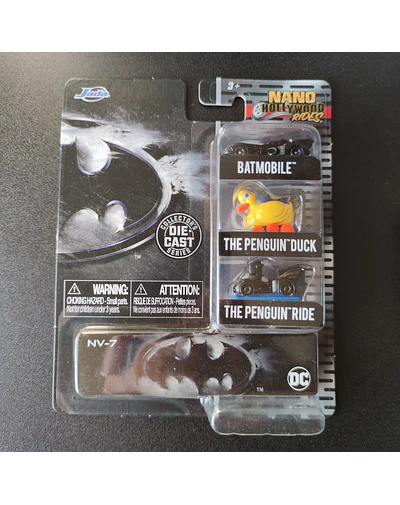 Jada
3+
NANO
HOLLYWOOD
RIDES
BATMOBILE™
THE PENGUIN™ DUCK
THE PENGUIN™ RIDE
™
COLLECTOR'S
DIE
CAST
SERIES
WARNING:
CHOKING HAZARD - Small parts.
Not for children under 3 years.
ATTENTION:
RISQUE DE SUFFOCATION - Petites pièces.
Ne convient pas aux enfants de moins de 3 ans.
NV-7
™
DC